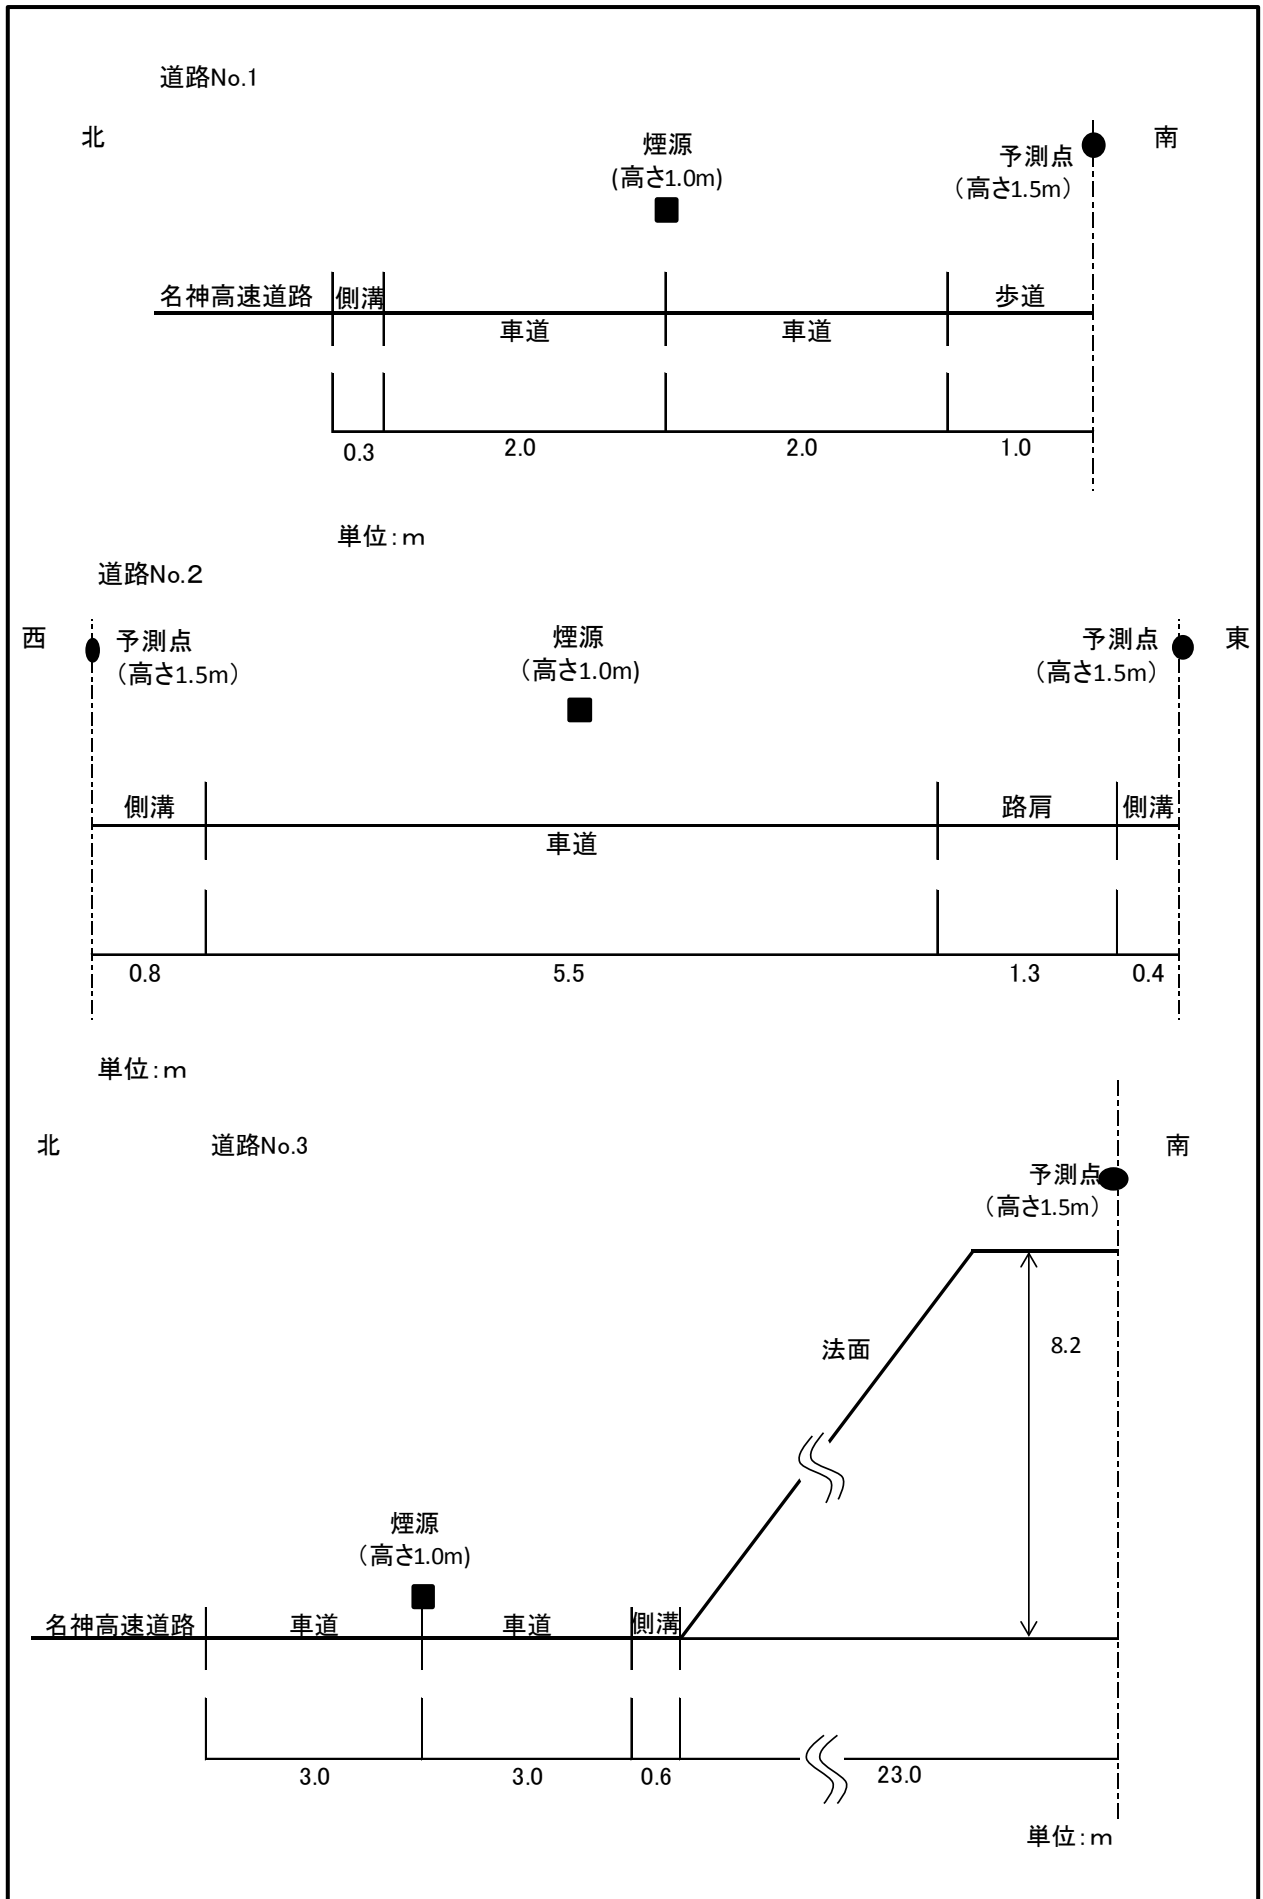 道路No.1
北
煙源
(高さ1.0m)
予測点
（高さ1.5m）
南
名神高速道路
側溝
車道
車道
歩道
0.3
2.0
2.0
1.0
単位：ｍ
道路No.２
西
予測点
（高さ1.5m）
煙源
（高さ1.0m)
予測点
（高さ1.5m）
東
側溝
車道
路肩
側溝
0.8
5.5
1.3
0.4
単位：ｍ
北
道路No.3
南
予測点
（高さ1.5m）
法面
8.2
煙源
（高さ1.0m)
名神高速道路
車道
車道
側溝
3.0
3.0
0.6
23.0
単位：ｍ